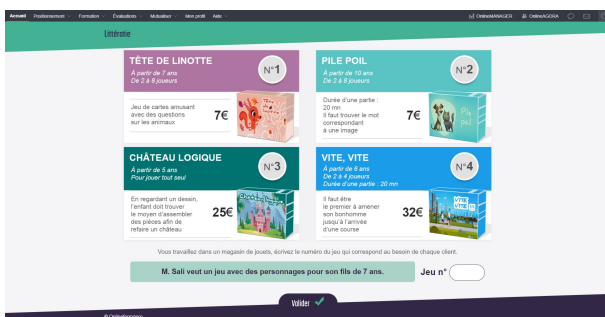 Accueil Positionnement Formation Évaluations Mutualiser Mon profil Aide OnlineMANAGER OnlineAGORA
Littératie
TÊTE DE LINOTTE
À partir de 7 ans
De 2 à 8 joueurs
N°1
Jeu de cartes amusant
avec des questions
sur les animaux
7€
PILE POIL
À partir de 10 ans
De 2 à 8 joueurs
N°2
Durée d'une partie :
20 mn
Il faut trouver le mot
correspondant
à une image
7€
Pile
poil
CHÂTEAU LOGIQUE
À partir de 5 ans
Pour jouer tout seul
N°3
En regardant un dessin,
l'enfant doit trouver
le moyen d'assembler
des pièces afin de
refaire un château
25€
VITE, VITE
À partir de 6 ans
De 2 à 4 joueurs
Durée d'une partie : 20 mn
N°4
Il faut être
le premier à amener
son bonhomme
jusqu'à l'arrivée
d'une course
32€
VITE
VITE !!
Vous travaillez dans un magasin de jouets, écrivez le numéro du jeu qui correspond au besoin de chaque client.
M. Sali veut un jeu avec des personnages pour son fils de 7 ans.
Jeu n°
Valider